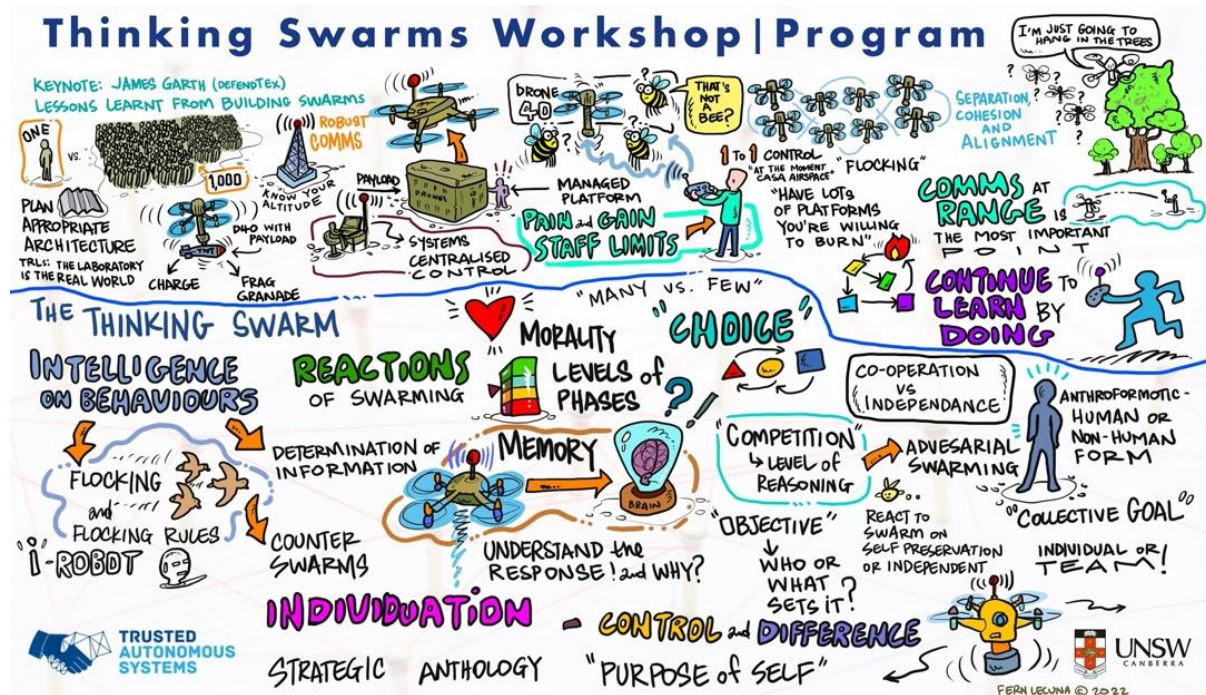 Thinking Swarms Workshop | Program
KEYNOTE: JAMES GARTH (DEFENDTEX)
LESSONS LEARNT FROM BUILDING SWARMS
ONE
VS.
1,000
PLAN
APPROPRIATE
ARCHITECTURE
TRLs: THE LABORATORY
IS THE REAL WORLD
ROBUST
COMMS
KNOW YOUR
ALTITUDE
D40 WITH
PAYLOAD
TNT
CHARGE
FRAG
GRANADE
PAYLOAD
DRONES
MANAGED
PLATFORM
SYSTEMS
CENTRALISED
CONTROL
DRONE
40
THAT'S
NOT
A
BEE?
PAIN and GAIN
STAFF LIMITS
1 TO 1 CONTROL
"AT THE MOMENT"
CASA AIRSPACE
"FLOCKING"
"HAVE LOTS
OF PLATFORMS
YOU'RE WILLING
TO BURN"
SEPARATION,
COHESION AND
ALIGNMENT
I'M JUST GOING TO
HANG IN THE TREES
COMMS AT
RANGE IS
THE MOST IMPORTANT
POINT
CONTINUE TO
LEARN BY
DOING
THE THINKING SWARM
INTELLIGENCE
ON BEHAVIOURS
FLOCKING
and
FLOCKING RULES
"i-ROBOT
REACTIONS
OF SWARMING
DETERMINATION OF
INFORMATION
COUNTER
SWARMS
"MANY VS. FEW"
MORALITY
LEVELS of
PHASES
MEMORY
BRAIN
UNDERSTAND the
RESPONSE! and WHY?
"CHOICE"
"COMPETITION"
LEVEL of
REASONING
"OBJECTIVE"
WHO OR
WHAT
SETS IT?
CO-OPERATION
VS
INDEPENDANCE
ADVESARIAL
SWARMING
REACT TO
SWARM ON
SELF PRESERVATION
OR INDEPENDENT
ANTHROFORMOTIC-
HUMAN OR
NON-HUMAN
FORM
"COLLECTIVE GOAL"
INDIVIDUAL OR
TEAM!
INDIVIDUATION - CONTROL and DIFFERENCE
STRATEGIC ANTHOLOGY "PURPOSE of SELF"
TRUSTED
AUTONOMOUS
SYSTEMS
UNSW
CANBERRA
FERN LECUNA © 2022